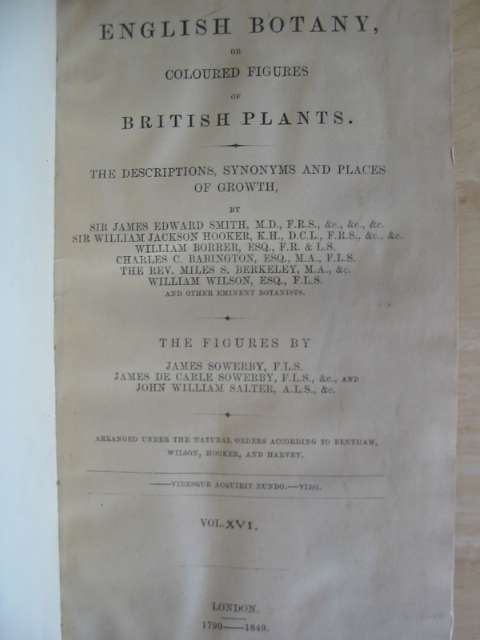 ENGLISH BOTANY,
OR
COLOURED FIGURES
OF
BRITISH PLANTS.
THE DESCRIPTIONS, SYNONYMS AND PLACES
OF GROWTH,
BY
SIR JAMES EDWARD SMITH, M.D., F.R.S., &c., &c., &c.
SIR WILLIAM JACKSON HOOKER, K.H., D.C.L., F.R.S., &c., &c.
WILLIAM BORRER, ESQ., F.R. & L.S.
CHARLES C. BABINGTON, ESQ., M.A., F.L.S.
THE REV. MILES S. BERKELEY, M.A., &c.
WILLIAM WILSON, ESQ., F.L.S.
AND OTHER EMINENT BOTANISTS.
THE FIGURES BY
JAMES SOWERBY, F.L.S.
JAMES DE CARLE SOWERBY, F.L.S., &c., AND
JOHN WILLIAM SALTER, A.L.S., &c.
ARRANGED UNDER THE NATURAL ORDERS ACCORDING TO BENTHAM,
WILSON, HOOKER, AND HARVEY.
——VIRESQUE ACQUIRIT EUNDO.—VIRG.
VOL. XVI.
LONDON.
1790——1849.